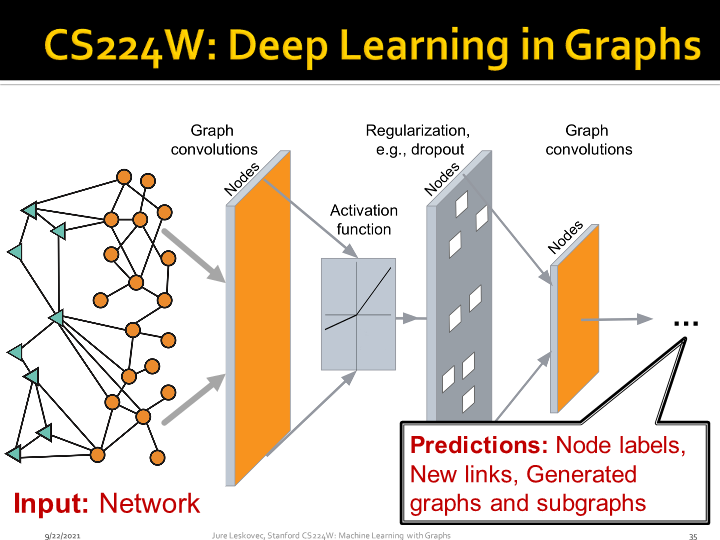 CS224W: Deep Learning in Graphs
Graph
convolutions
Regularization,
e.g., dropout
Graph
convolutions
Nodes
Nodes
Activation
function
Nodes
...
Predictions: Node labels,
New links, Generated
graphs and subgraphs
Input: Network
9/22/2021
Jure Leskovec, Stanford CS224W: Machine Learning with Graphs
35